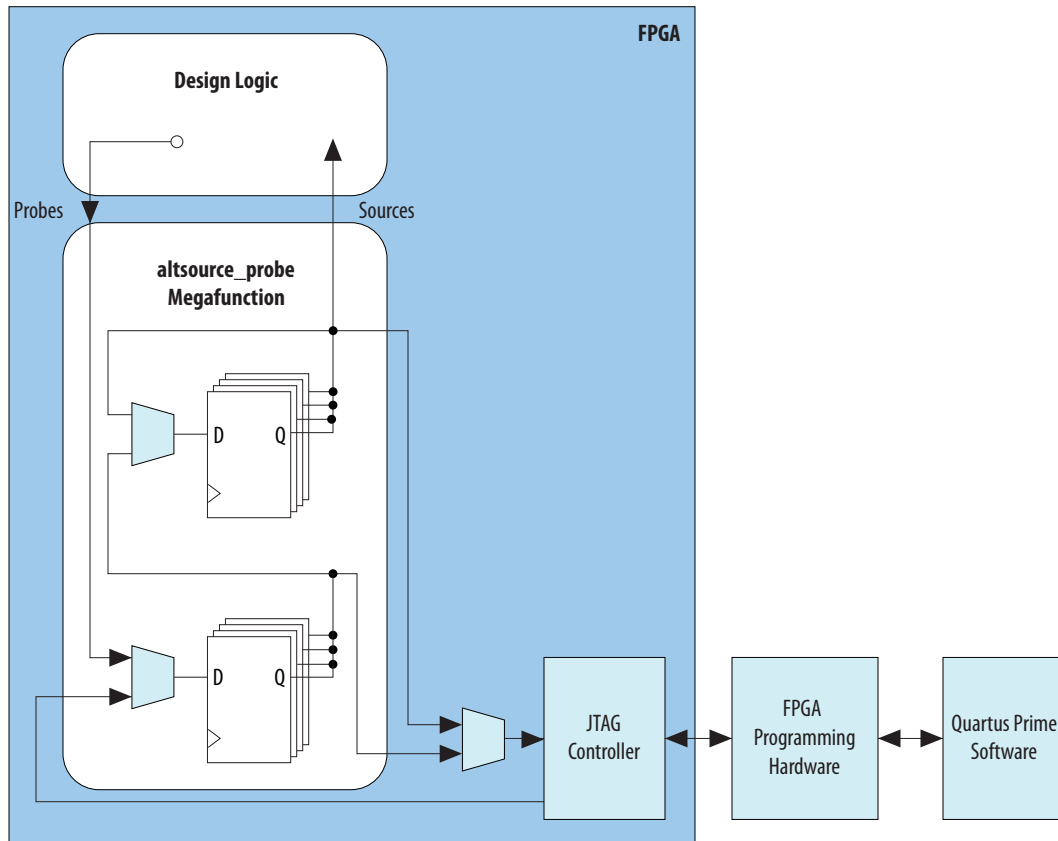 FPGA
Design Logic
Probes
Sources
altsource_probe
Megafunction
D
Q
D
Q
JTAG
Controller
FPGA
Programming
Hardware
Quartus Prime
Software